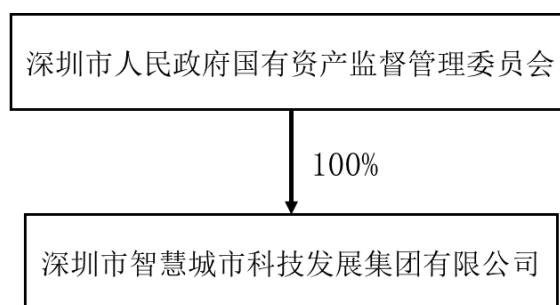 深圳市人民政府国有资产监督管理委员会
100%
深圳市智慧城市科技发展集团有限公司